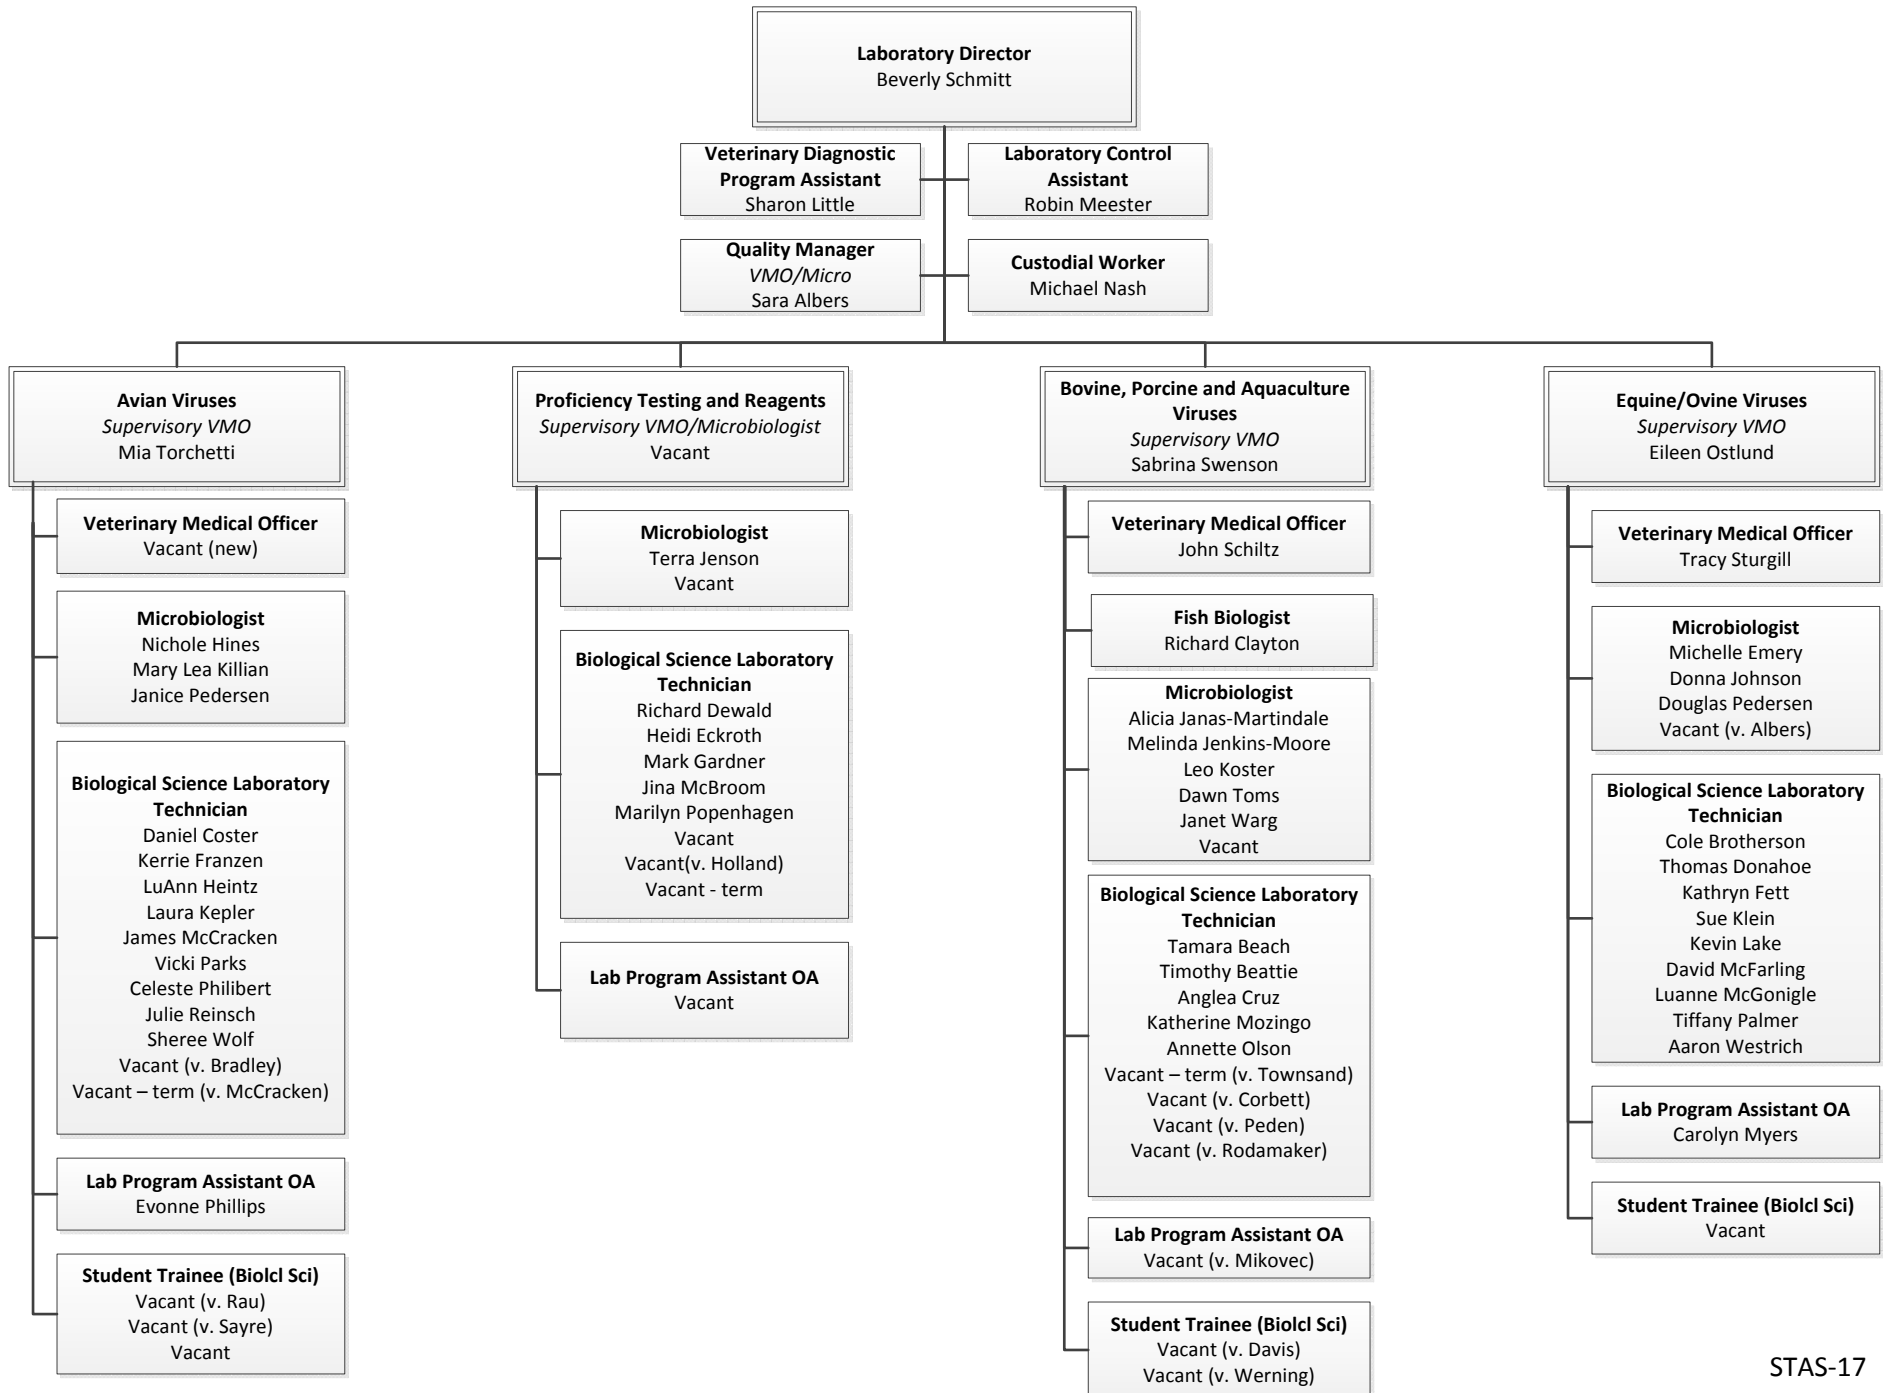 Laboratory Director
Beverly Schmitt
Veterinary Diagnostic
Program Assistant
Sharon Little
Laboratory Control
Assistant
Robin Meester
Quality Manager
VMO/Micro
Sara Albers
Custodial Worker
Michael Nash
Avian Viruses
Supervisory VMO
Mia Torchetti
Veterinary Medical Officer
Vacant (new)
Microbiologist
Nichole Hines
Mary Lea Killian
Janice Pedersen
Biological Science Laboratory
Technician
Daniel Coster
Kerrie Franzen
LuAnn Heintz
Laura Kepler
James McCracken
Vicki Parks
Celeste Philibert
Julie Reinsch
Sheree Wolf
Vacant (v. Bradley)
Vacant – term (v. McCracken)
Lab Program Assistant OA
Evonne Phillips
Student Trainee (Biolcl Sci)
Vacant (v. Rau)
Vacant (v. Sayre)
Vacant
Proficiency Testing and Reagents
Supervisory VMO/Microbiologist
Vacant
Microbiologist
Terra Jenson
Vacant
Biological Science Laboratory
Technician
Richard Dewald
Heidi Eckroth
Mark Gardner
Jina McBroom
Marilyn Popenhagen
Vacant
Vacant(v. Holland)
Vacant - term
Lab Program Assistant OA
Vacant
Bovine, Porcine and Aquaculture
Viruses
Supervisory VMO
Sabrina Swenson
Veterinary Medical Officer
John Schiltz
Fish Biologist
Richard Clayton
Microbiologist
Alicia Janas-Martindale
Melinda Jenkins-Moore
Leo Koster
Dawn Toms
Janet Warg
Vacant
Biological Science Laboratory
Technician
Tamara Beach
Timothy Beattie
Anglea Cruz
Katherine Mozingo
Annette Olson
Vacant – term (v. Townsand)
Vacant (v. Corbett)
Vacant (v. Peden)
Vacant (v. Rodamaker)
Lab Program Assistant OA
Vacant (v. Mikovec)
Student Trainee (Biolcl Sci)
Vacant (v. Davis)
Vacant (v. Werning)
Equine/Ovine Viruses
Supervisory VMO
Eileen Ostlund
Veterinary Medical Officer
Tracy Sturgill
Microbiologist
Michelle Emery
Donna Johnson
Douglas Pedersen
Vacant (v. Albers)
Biological Science Laboratory
Technician
Cole Brotherson
Thomas Donahoe
Kathryn Fett
Sue Klein
Kevin Lake
David McFarling
Luanne McGonigle
Tiffany Palmer
Aaron Westrich
Lab Program Assistant OA
Carolyn Myers
Student Trainee (Biolcl Sci)
Vacant
STAS-17